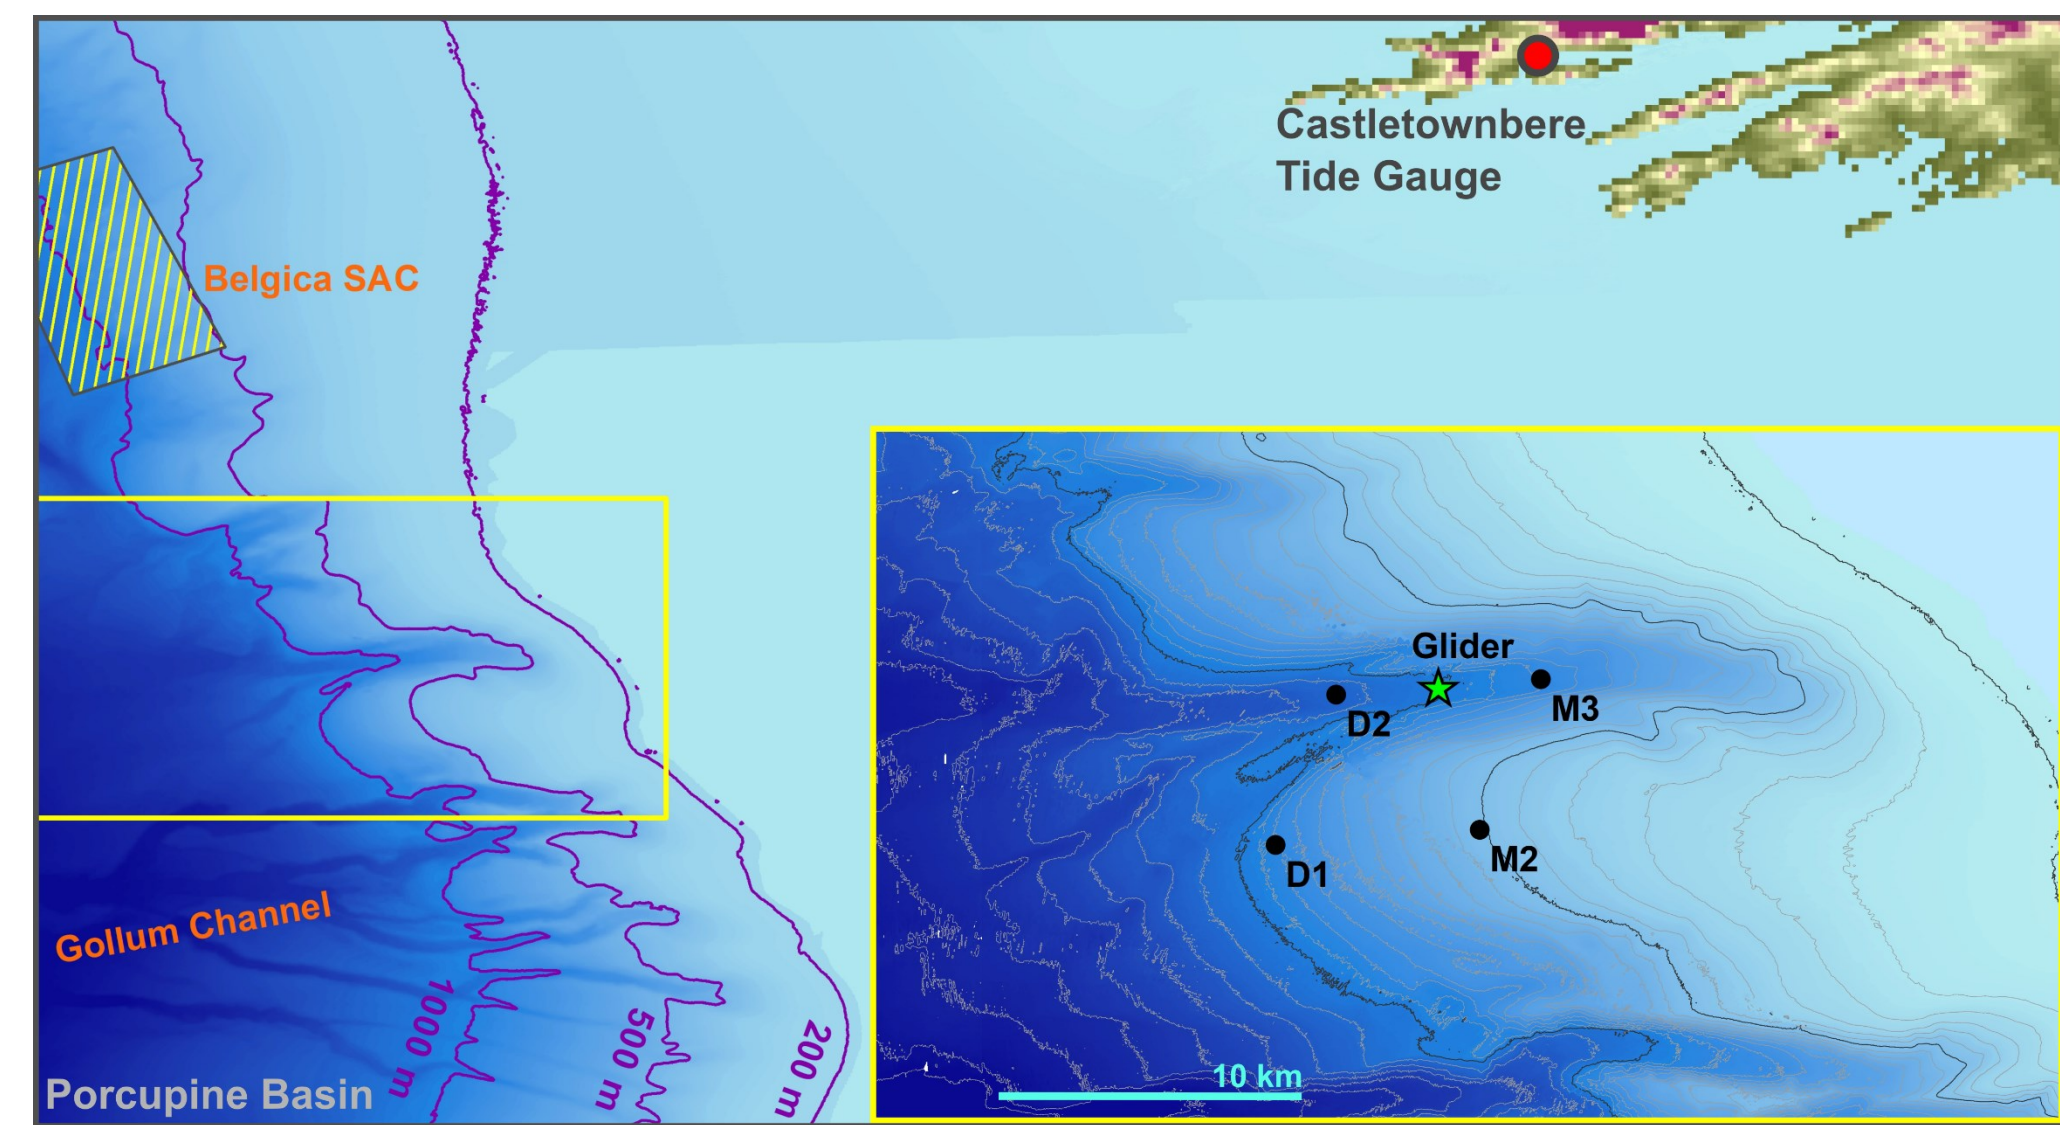 Castletownbere
Tide Gauge
Belgica SAC
Glider
M3
D2
M2
D1
Gollum Channel
1000 m
500 m
200 m
10 km
Porcupine Basin